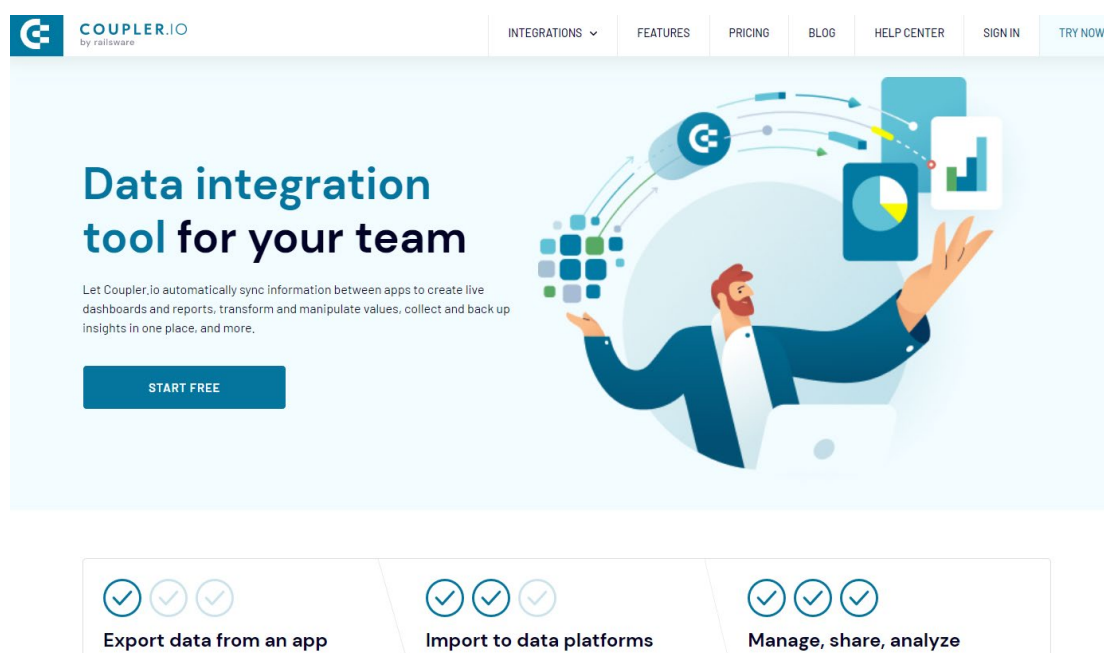 COUPLER.IO
by railsware
INTEGRATIONS FEATURES PRICING BLOG HELP CENTER SIGN IN TRY NOW
Data integration
tool for your team
Let Coupler.io automatically sync information between apps to create live
dashboards and reports, transform and manipulate values, collect and back up
insights in one place, and more.
START FREE
Export data from an app
Import to data platforms
Manage, share, analyze